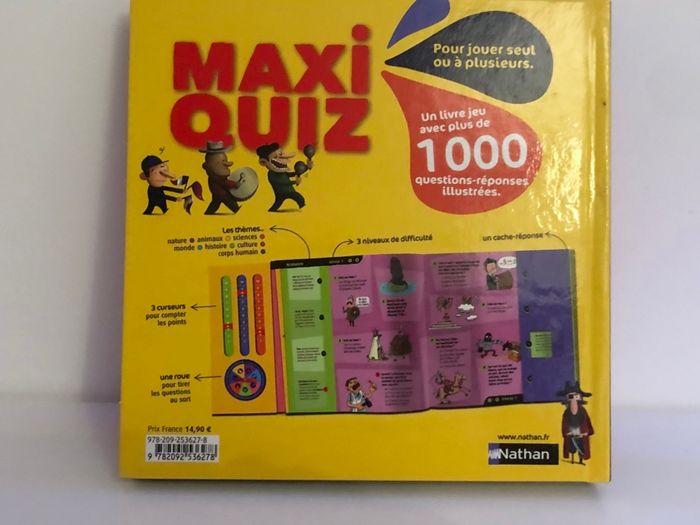 MAXI
QUIZ
Pour jouer seul
ou à plusieurs.
Un livre jeu
avec plus de
1000
questions-réponses
illustrées.
Les thèmes...
nature animaux sciences
monde histoire culture
corps humain
3 niveaux de difficulté
un cache-réponse
3 curseurs
pour compter
les points
une roue
pour tirer
les questions
au sort
Prix France 14,90 €
978-209-253627-8
9 782092 536278
www.nathan.fr
Nathan